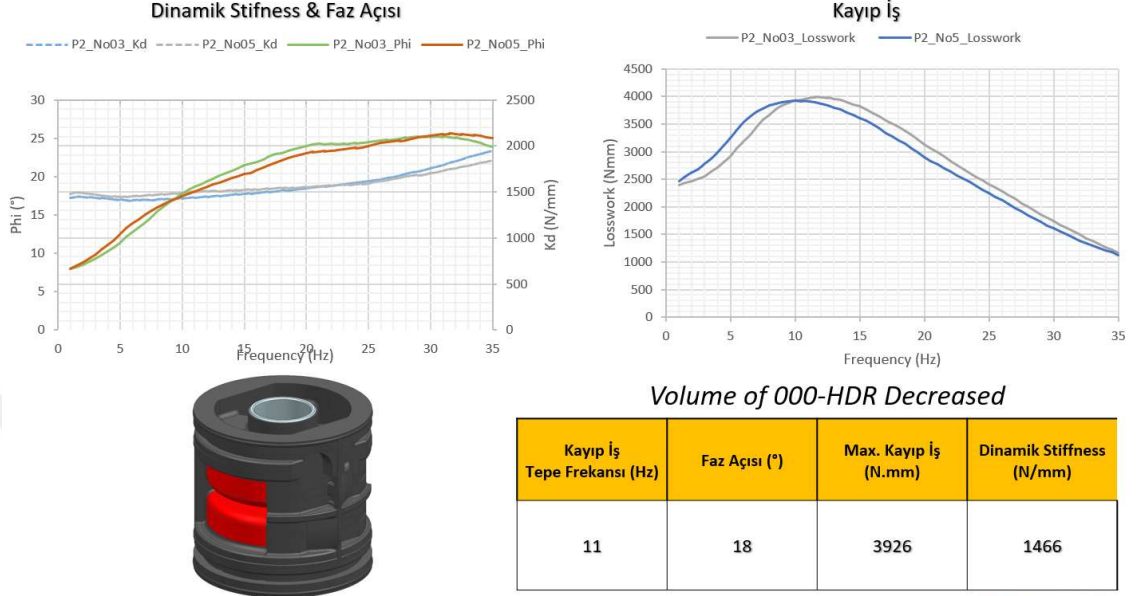 Dinamik Stifness & Faz Açısı
P2_No03_Kd P2_No05_Kd P2_No03_Phi P2_No05_Phi
30
25
20
15
10
5
0
Phi (°)
2500
2000
1500
1000
500
0
Kd (N/mm)
0 5 10 15 20 25 30 35
Frequency (Hz)
Kayıp İş
P2_No03_Losswork P2_No5_Losswork
4500
4000
3500
3000
2500
2000
1500
1000
500
0
Losswork (Nmm)
0 5 10 15 20 25 30 35
Frequency (Hz)
Volume of 000-HDR Decreased
Kayıp İş
Tepe Frekansı (Hz)
Faz Açısı (°)
Max. Kayıp İş
(N.mm)
Dinamik Stiffness
(N/mm)
11 18 3926 1466